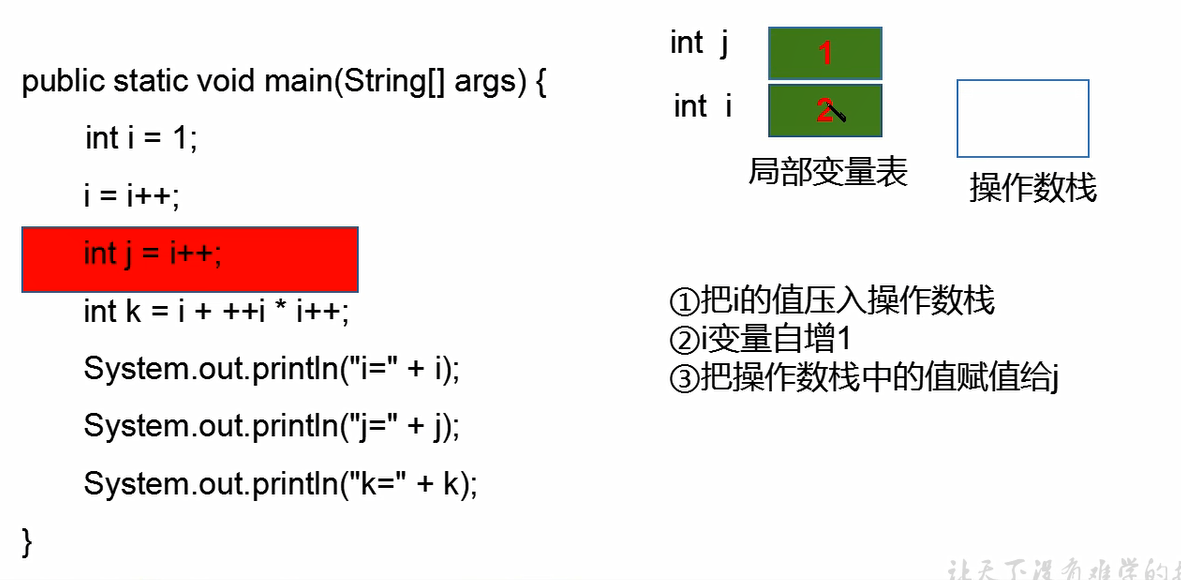 public static void main(String[] args) {
int i = 1;
i = i++;
int j = i++;
int k = i + ++i * i++;
System.out.println("i=" + i);
System.out.println("j=" + j);
System.out.println("k=" + k);
}
int j 1
int i 2
局部变量表
操作数栈
①把i的值压入操作数栈
②i变量自增1
③把操作数栈中的值赋值给j
让天下没有难学的技